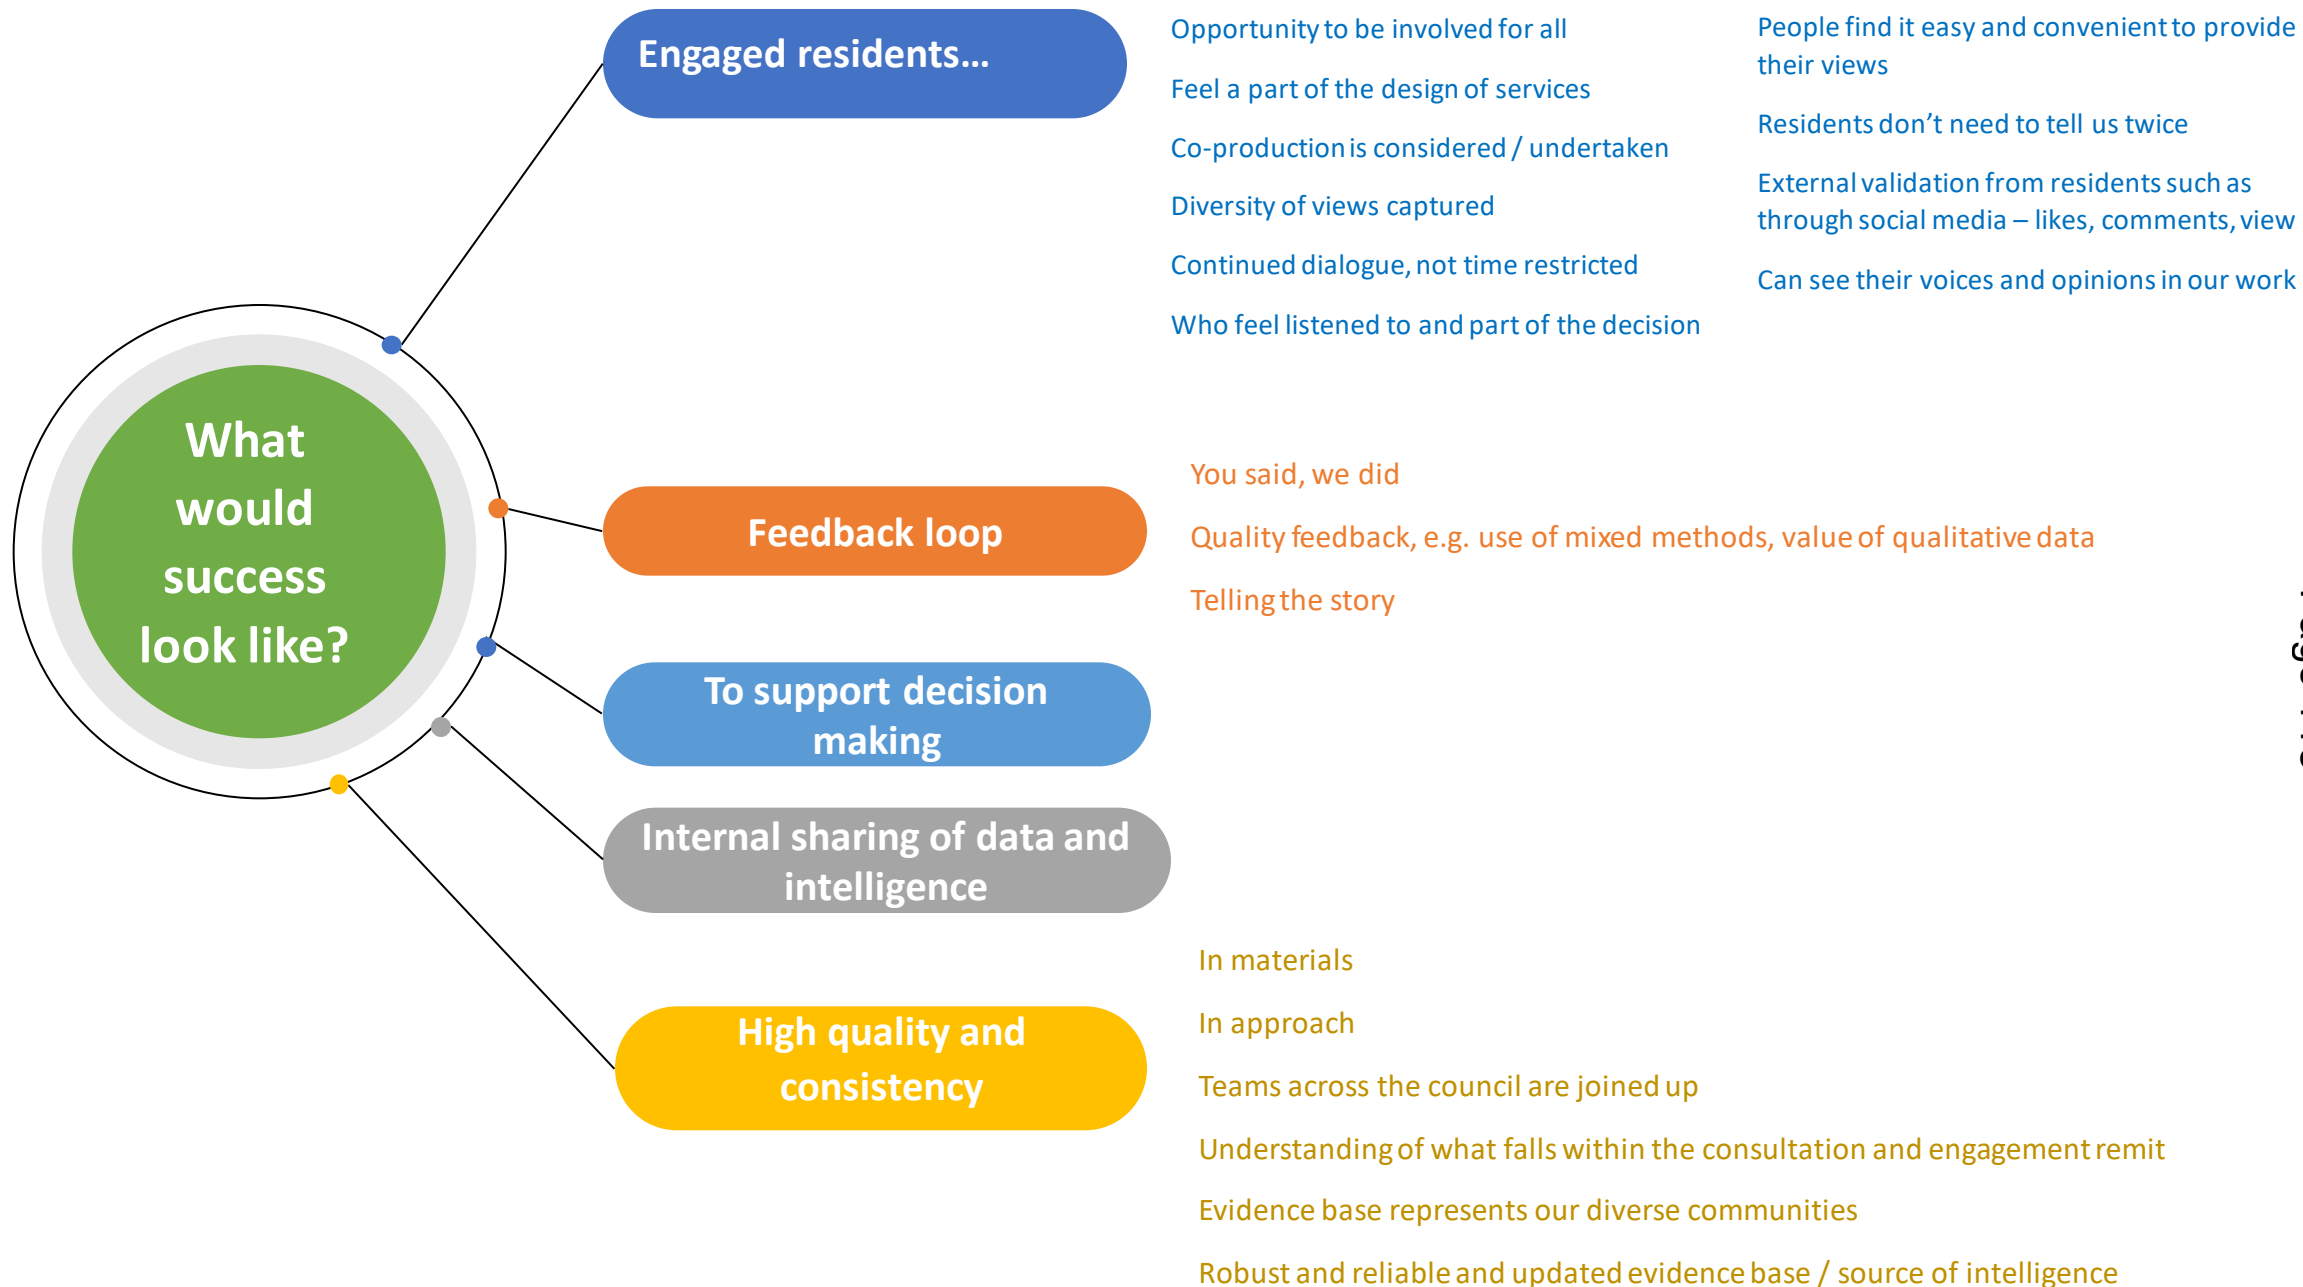 What
would
success
look like?
Engaged residents...
Opportunity to be involved for all
Feel a part of the design of services
Co-production is considered / undertaken
Diversity of views captured
Continued dialogue, not time restricted
Who feel listened to and part of the decision
People find it easy and convenient to provide
their views
Residents don’t need to tell us twice
External validation from residents such as
through social media – likes, comments, view
Can see their voices and opinions in our work
Feedback loop
You said, we did
Quality feedback, e.g. use of mixed methods, value of qualitative data
Telling the story
To support decision
making
Internal sharing of data and
intelligence
High quality and
consistency
In materials
In approach
Teams across the council are joined up
Understanding of what falls within the consultation and engagement remit
Evidence base represents our diverse communities
Robust and reliable and updated evidence base / source of intelligence